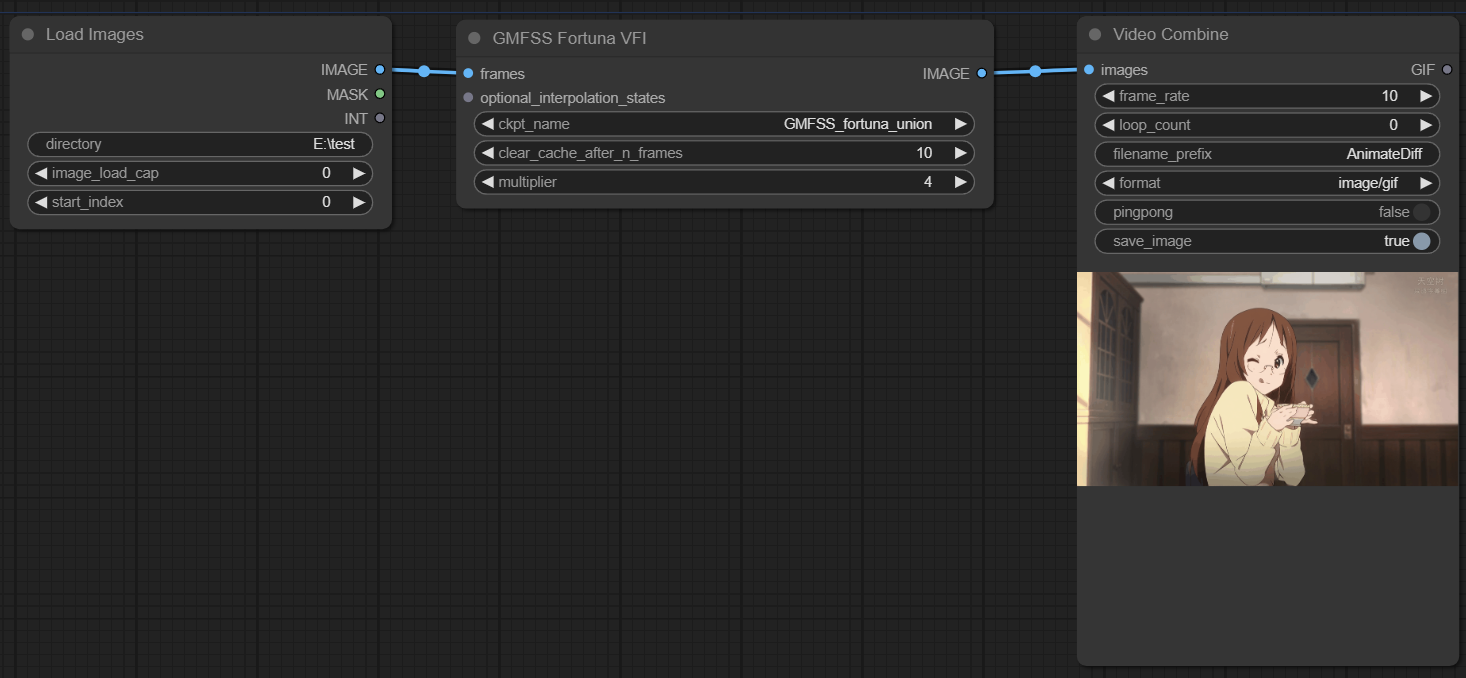 Load Images
IMAGE
MASK
INT
directory E:\test
image_load_cap 0
start_index 0
GMFSS Fortuna VFI
frames IMAGE
optional_interpolation_states
ckpt_name GMFSS_fortuna_union
clear_cache_after_n_frames 10
multiplier 4
Video Combine
images GIF
frame_rate 10
loop_count 0
filename_prefix AnimateDiff
format image/gif
pingpong false
save_image true